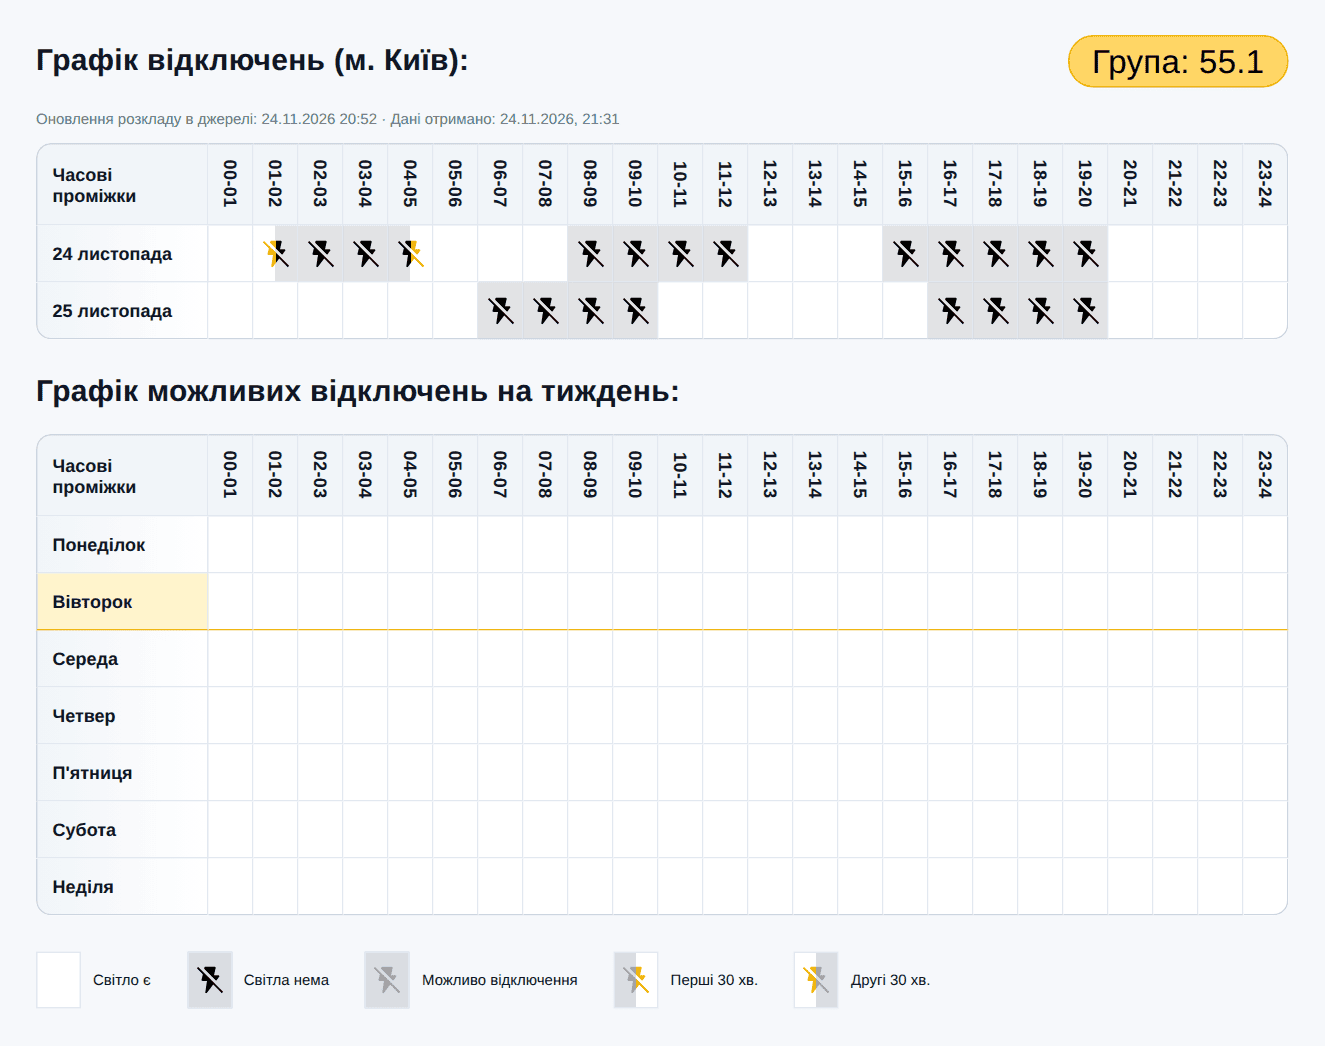 Графік відключень (м. Київ):
Група: 55.1
Оновлення розкладу в джерелі: 24.11.2026 20:52 · Дані отримано: 24.11.2026, 21:31
Часові проміжки 00-01 01-02 02-03 03-04 04-05 05-06 06-07 07-08 08-09 09-10 10-11 11-12 12-13 13-14 14-15 15-16 16-17 17-18 18-19 19-20 20-21 21-22 22-23 23-24
24 листопада
25 листопада
Графік можливих відключень на тиждень:
Часові проміжки 00-01 01-02 02-03 03-04 04-05 05-06 06-07 07-08 08-09 09-10 10-11 11-12 12-13 13-14 14-15 15-16 16-17 17-18 18-19 19-20 20-21 21-22 22-23 23-24
Понеділок
Вівторок
Середа
Четвер
П'ятниця
Субота
Неділя
Світло є Світла нема Можливо відключення Перші 30 хв. Другі 30 хв.